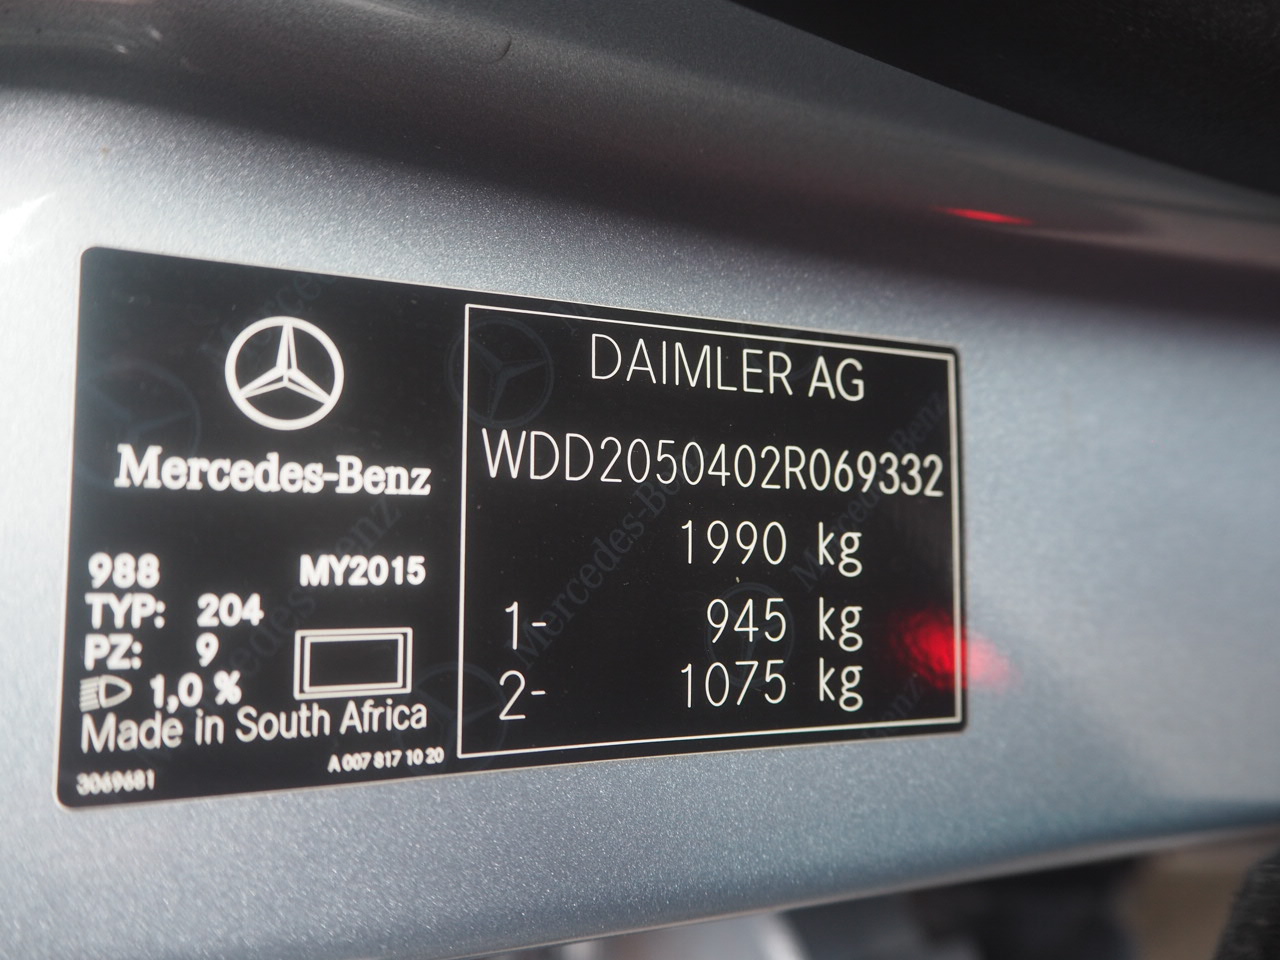 Mercedes-Benz
988 MY2015
TYP: 204
PZ: 9
1,0 %
Made in South Africa
A 007 817 10 20
3069681
DAIMLER AG
WDD2050402R069332
1990 kg
1- 945 kg
2- 1075 kg